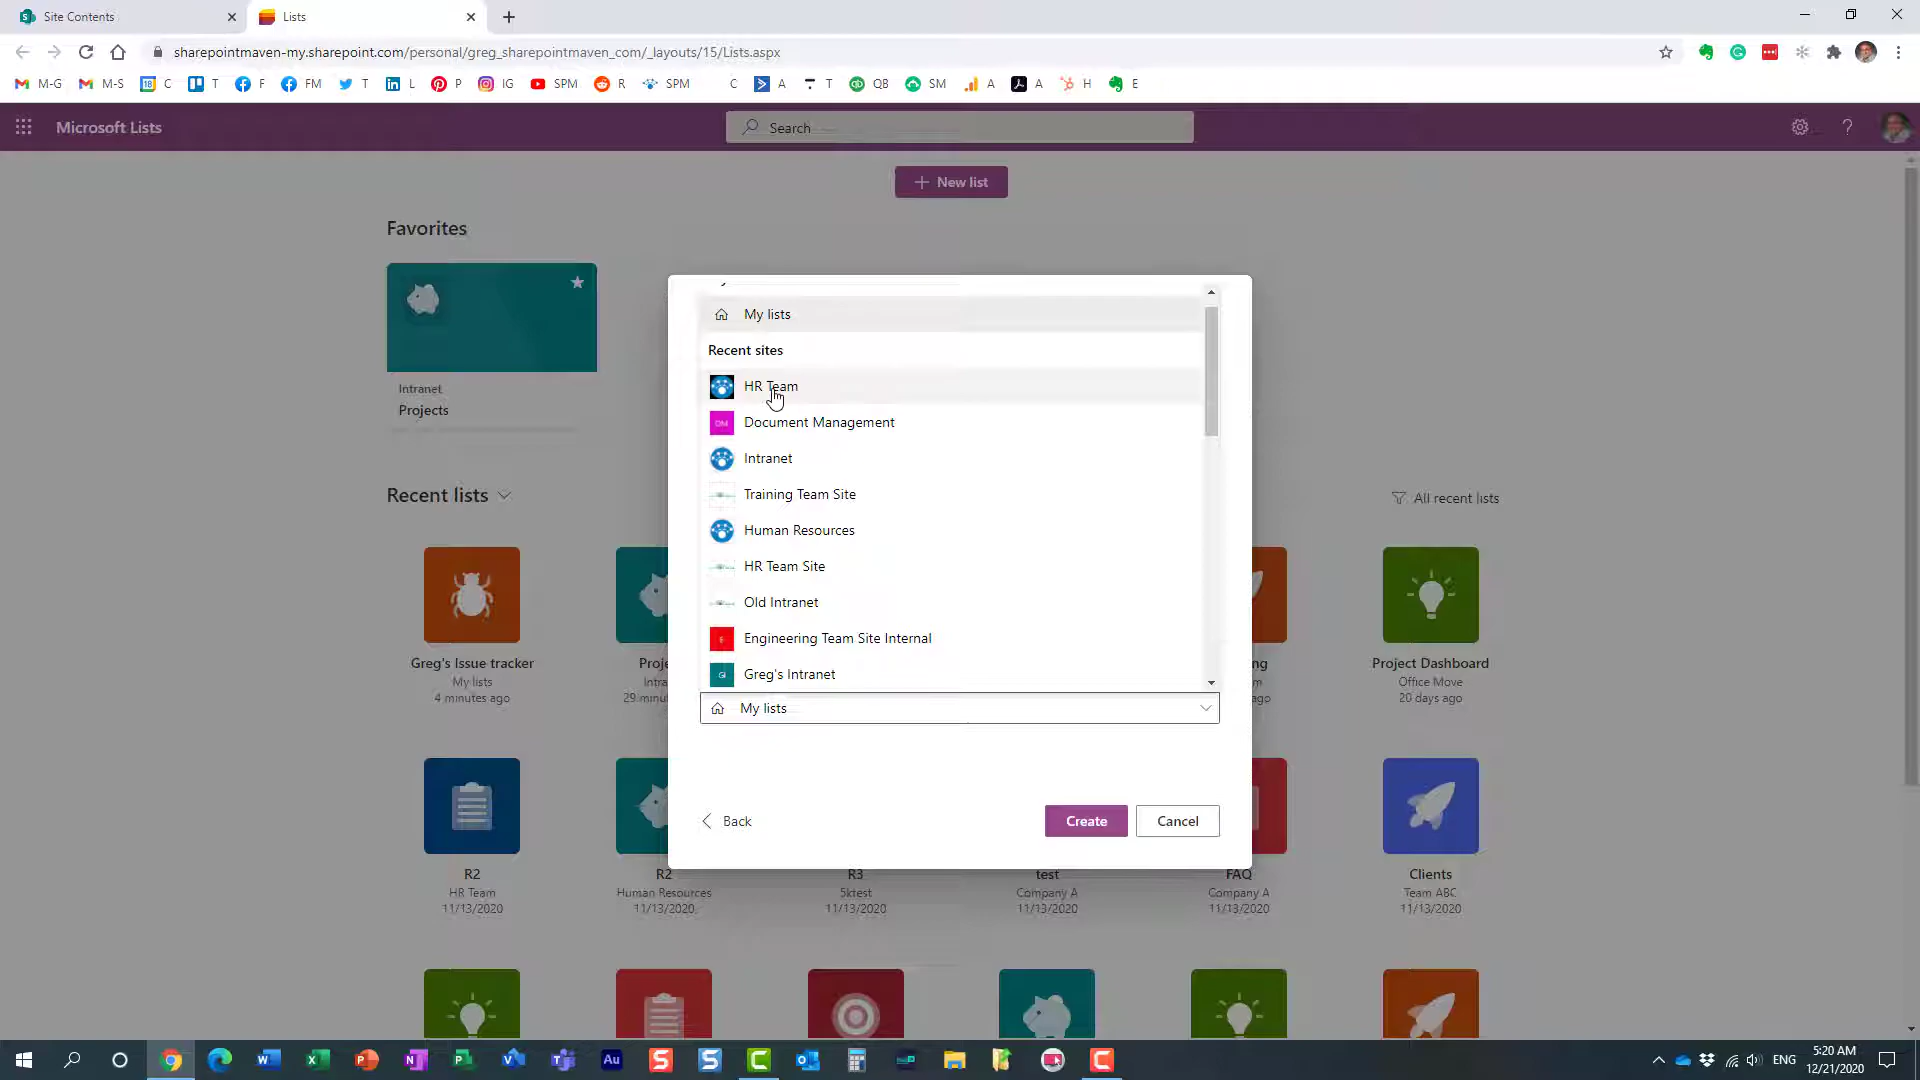 Site Contents
Lists
sharepointmaven-my.sharepoint.com/personal/greg_sharepointmaven_com/_layouts/15/Lists.aspx
M-G M-S C T F FM T L P IG SPM R SPM C A T QB SM A A H E
Microsoft Lists
Search
New list
Favorites
Intranet
Projects
My lists
Recent sites
HR Team
Document Management
Intranet
Training Team Site
Human Resources
HR Team Site
Old Intranet
Engineering Team Site Internal
Greg's Intranet
My lists
Back
Create
Cancel
Recent lists
All recent lists
Greg's Issue tracker
My lists
4 minutes ago
Project Dashboard
Office Move
20 days ago
R2
HR Team
11/13/2020
R2
Human Resources
11/13/2020
R3
5ktest
11/13/2020
test
Company A
11/13/2020
FAQ
Company A
11/13/2020
Clients
Team ABC
11/13/2020
ENG
5:20 AM
12/21/2020